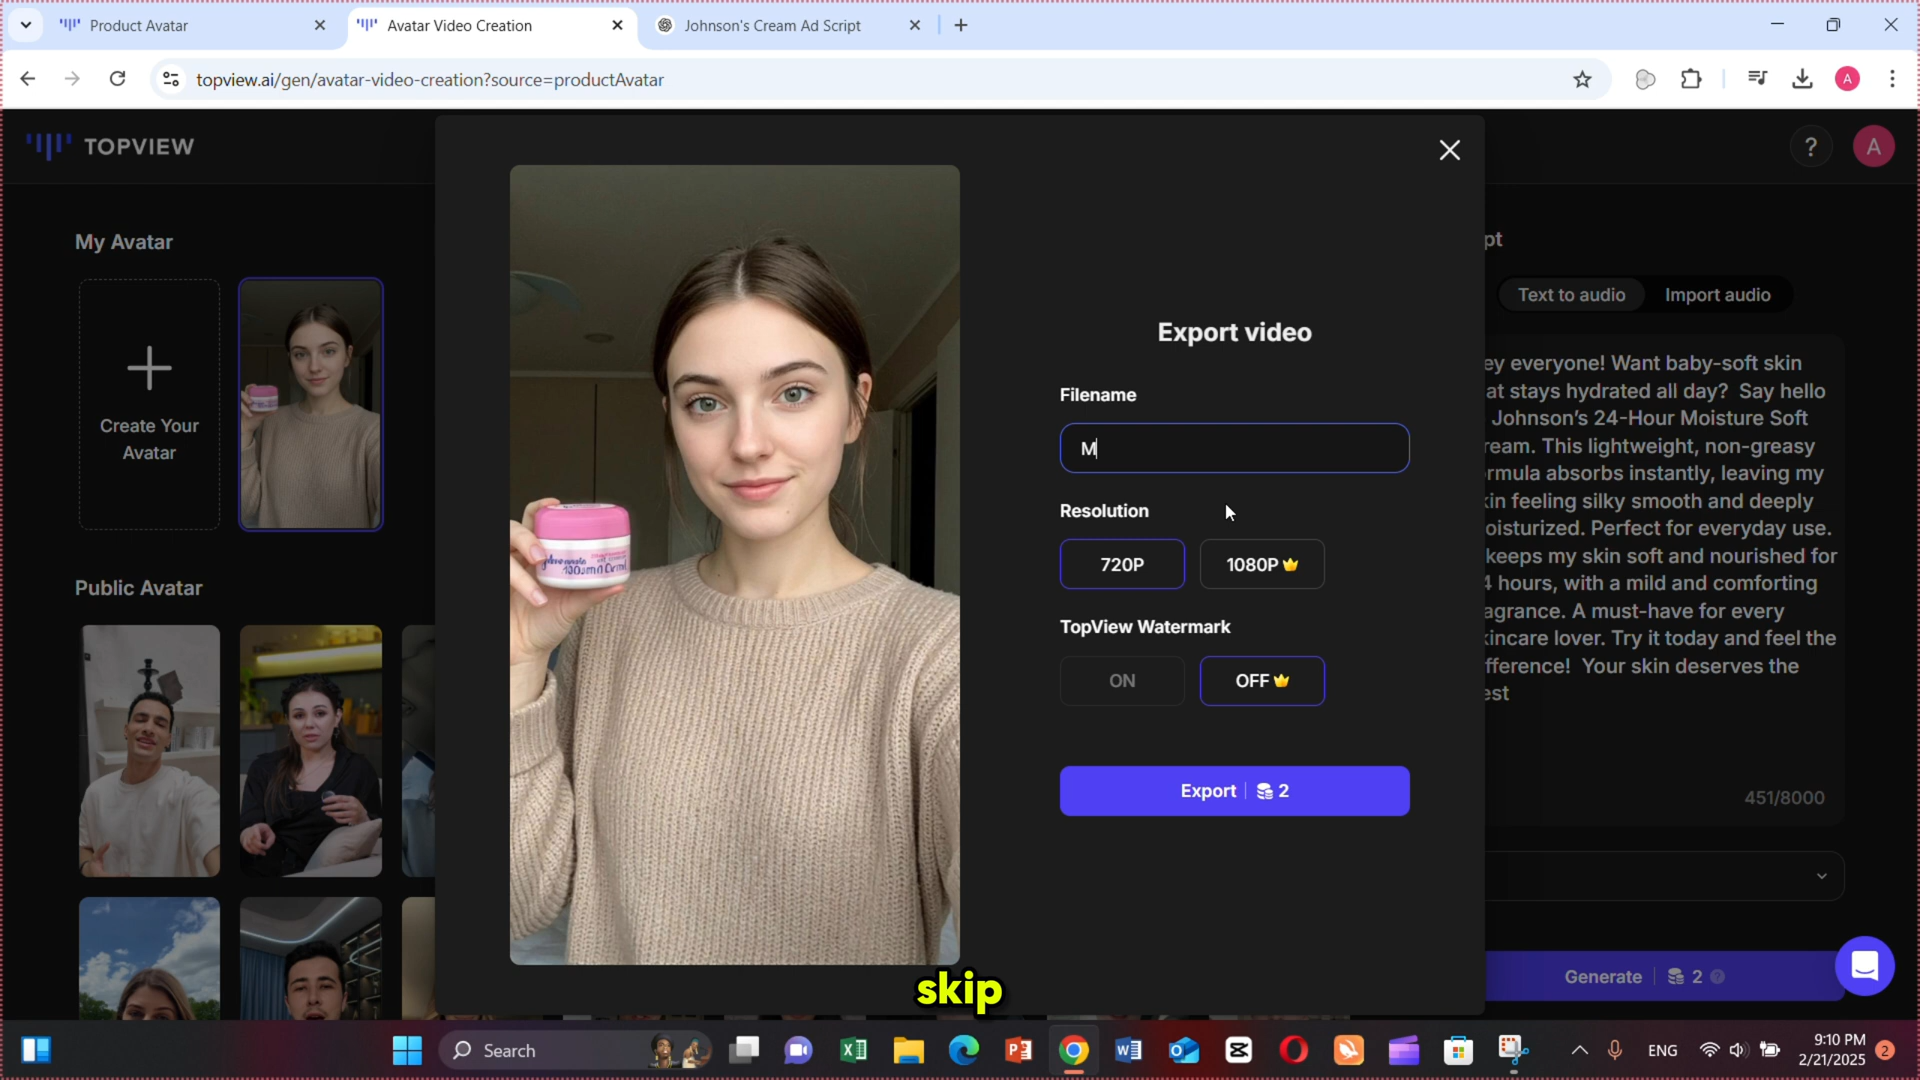 Product Avatar
Avatar Video Creation
Johnson's Cream Ad Script
topview.ai/gen/avatar-video-creation?source=productAvatar
A
TOPVIEW
?
A
My Avatar
Create Your
Avatar
Public Avatar
Export video
Filename
M
Resolution
720P
1080P
TopView Watermark
ON
OFF
Export
2
pt
Text to audio
Import audio
ey everyone! Want baby-soft skin
at stays hydrated all day?  Say hello
Johnson's 24-Hour Moisture Soft
ream. This lightweight, non-greasy
rmula absorbs instantly, leaving my
kin feeling silky smooth and deeply
oisturized. Perfect for everyday use.
keeps my skin soft and nourished for
4 hours, with a mild and comforting
agrance. A must-have for every
kincare lover. Try it today and feel the
fference!  Your skin deserves the
est
451/8000
Generate
2
?
skip
Search
ENG
9:10 PM
2/21/2025
2